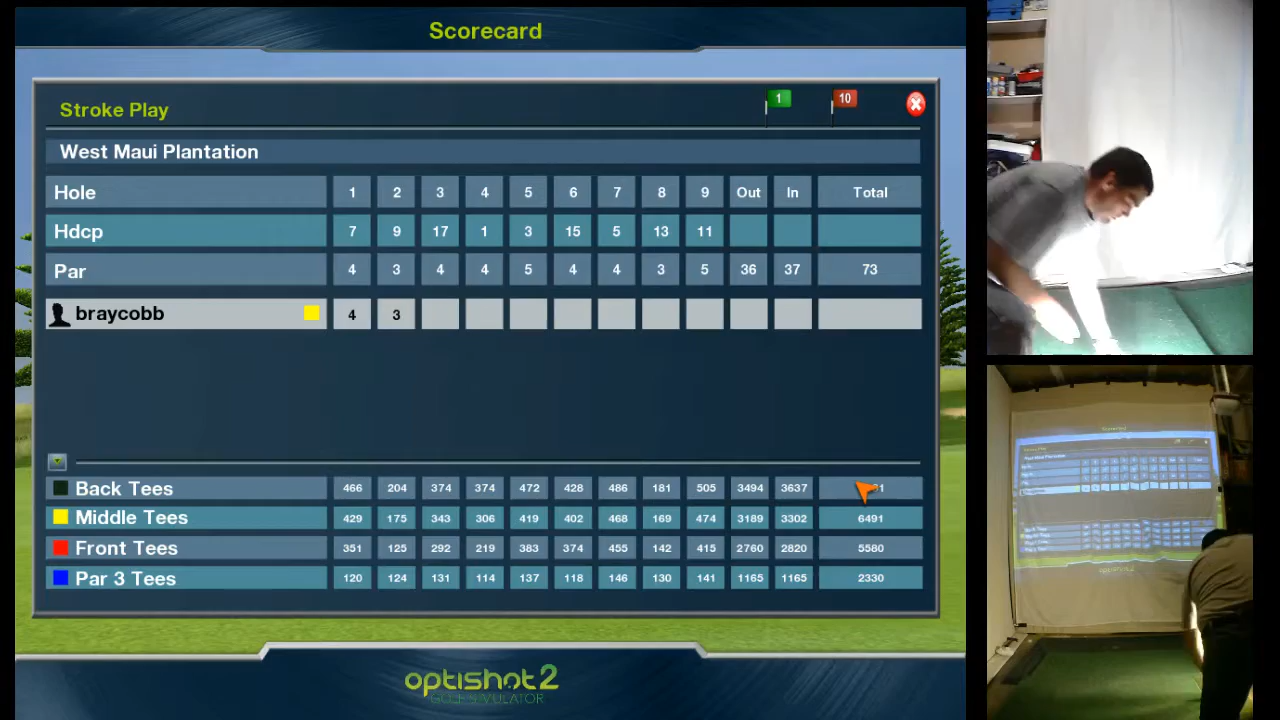 Scorecard
Stroke Play 1 10
West Maui Plantation
Hole 1 2 3 4 5 6 7 8 9 Out In Total
Hdcp 7 9 17 1 3 15 5 13 11
Par 4 3 4 4 5 4 4 3 5 36 37 73
braycobb 4 3
Back Tees 466 204 374 374 472 428 486 181 505 3494 3637
Middle Tees 429 175 343 306 419 402 468 169 474 3189 3302 6491
Front Tees 351 125 292 219 383 374 455 142 415 2760 2820 5580
Par 3 Tees 120 124 131 114 137 118 146 130 141 1165 1165 2330
optishot2
GOLF SIMULATOR